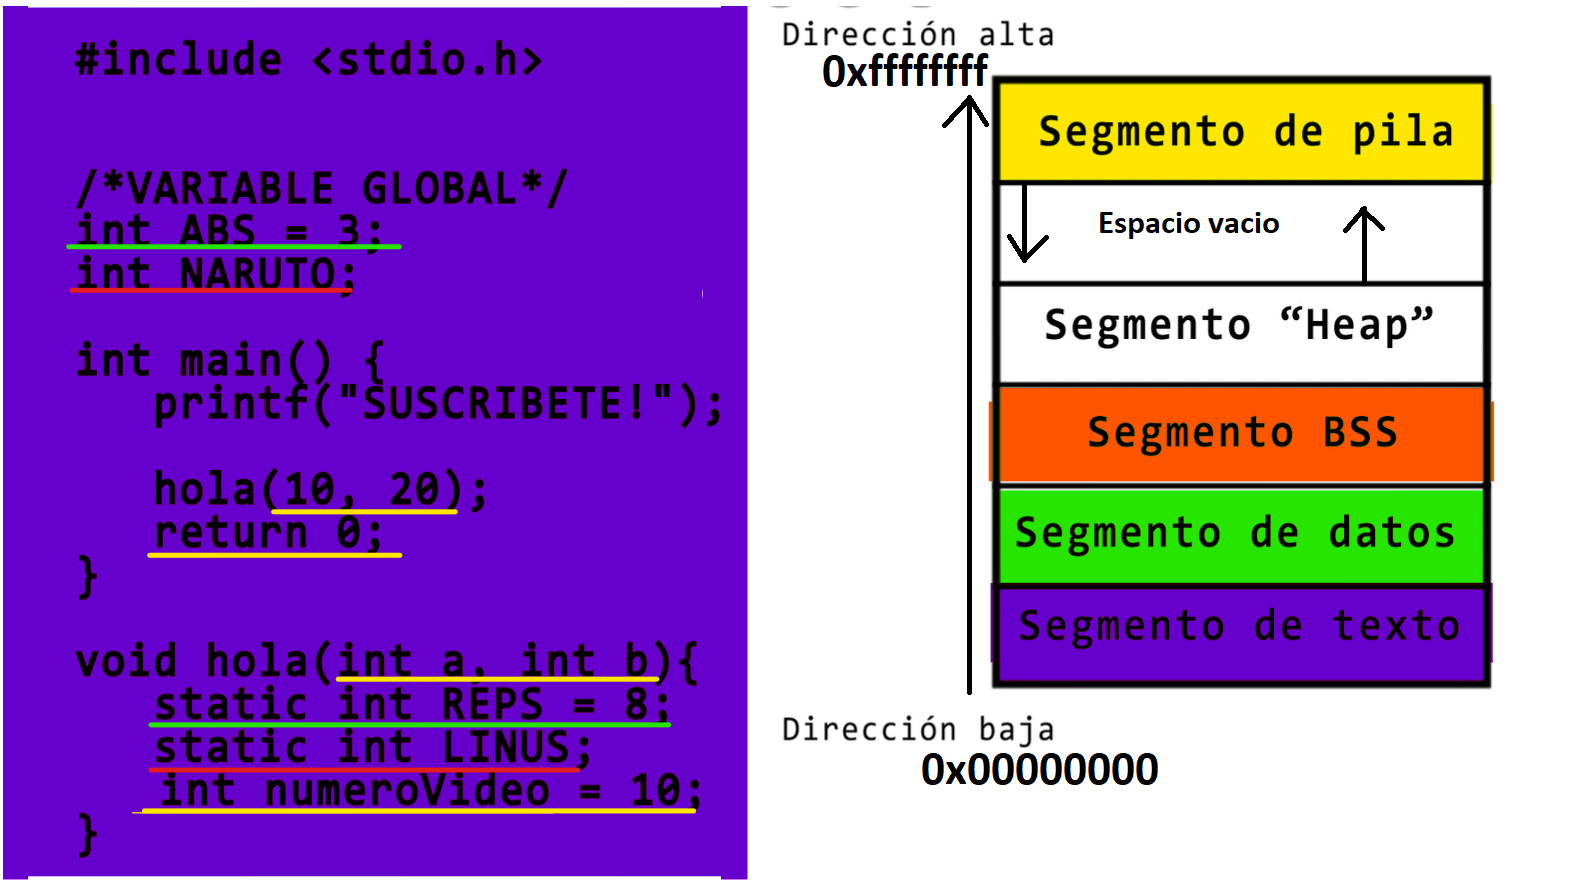 #include <stdio.h>
/*VARIABLE GLOBAL*/
int ABS = 3;
int NARUTO;
int main() {
printf("SUSCRIBETE!");
hola(10, 20);
return 0;
}
void hola(int a, int b){
static int REPS = 8;
static int LINUS;
int numeroVideo = 10;
}
Dirección alta
0xffffffff
Segmento de pila
Espacio vacio
Segmento “Heap”
Segmento BSS
Segmento de datos
Segmento de texto
Dirección baja
0x00000000